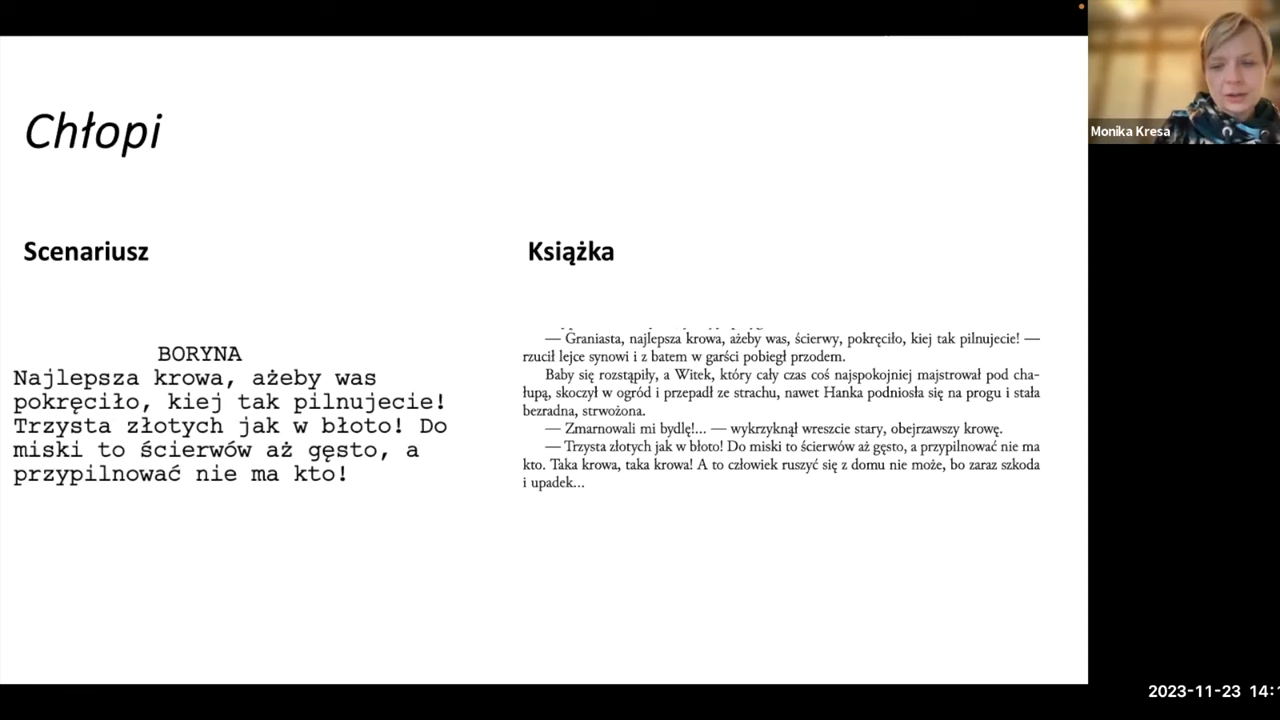 Chłopi
Scenariusz
BORYNA
Najlepsza krowa, ażeby was
pokręciło, kiej tak pilnujecie!
Trzysta złotych jak w błoto! Do
miski to ścierwów aż gęsto, a
przypilnować nie ma kto!
Książka
— Graniasta, najlepsza krowa, ażeby was, ścierwy, pokręciło, kiej tak pilnujecie! —
rzucił lejce synowi i z batem w garści pobiegł przodem.
Baby się rozstąpiły, a Witek, który cały czas coś najspokojniej majstrował pod cha-
łupą, skoczył w ogród i przepadł ze strachu, nawet Hanka podniosła się na progu i stała
bezradna, strwożona.
— Zmarnowali mi bydlę!... — wykrzyknął wreszcie stary, obejrzawszy krowę.
— Trzysta złotych jak w błoto! Do miski to ścierwów aż gęsto, a przypilnować nie ma
kto. Taka krowa, taka krowa! A to człowiek ruszyć się z domu nie może, bo zaraz szkoda
i upadek...
Monika Kresa
2023-11-23 14: